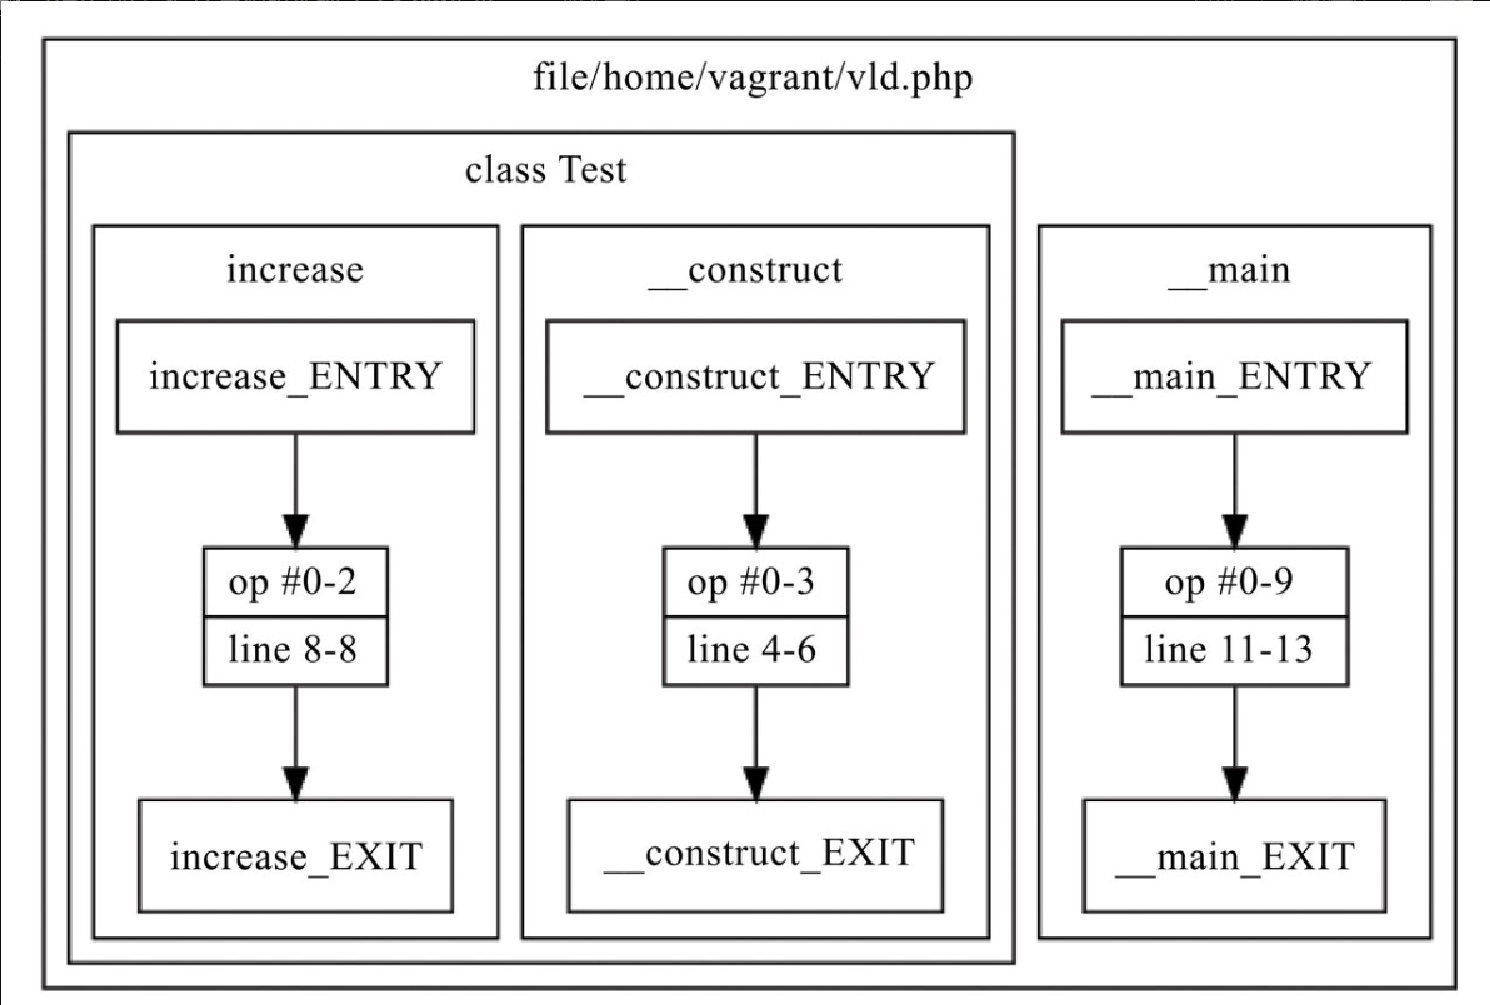 file/home/vagrant/vld.php
class Test
increase
increase_ENTRY
op #0-2
line 8-8
increase_EXIT
__construct
__construct_ENTRY
op #0-3
line 4-6
__construct_EXIT
__main
__main_ENTRY
op #0-9
line 11-13
__main_EXIT